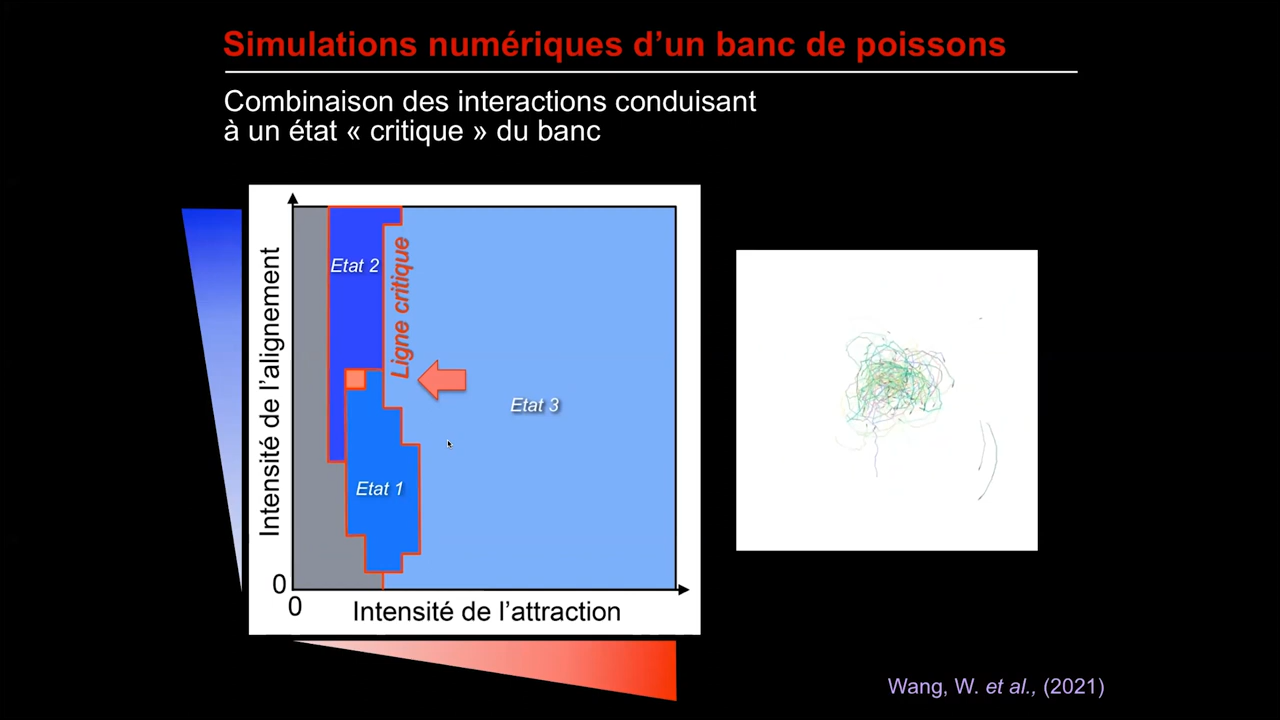 Simulations numériques d’un banc de poissons
Combinaison des interactions conduisant
à un état « critique » du banc
Intensité de l’alignement
Etat 2
Ligne critique
Etat 3
Etat 1
0
0
Intensité de l’attraction
Wang, W. et al., (2021)